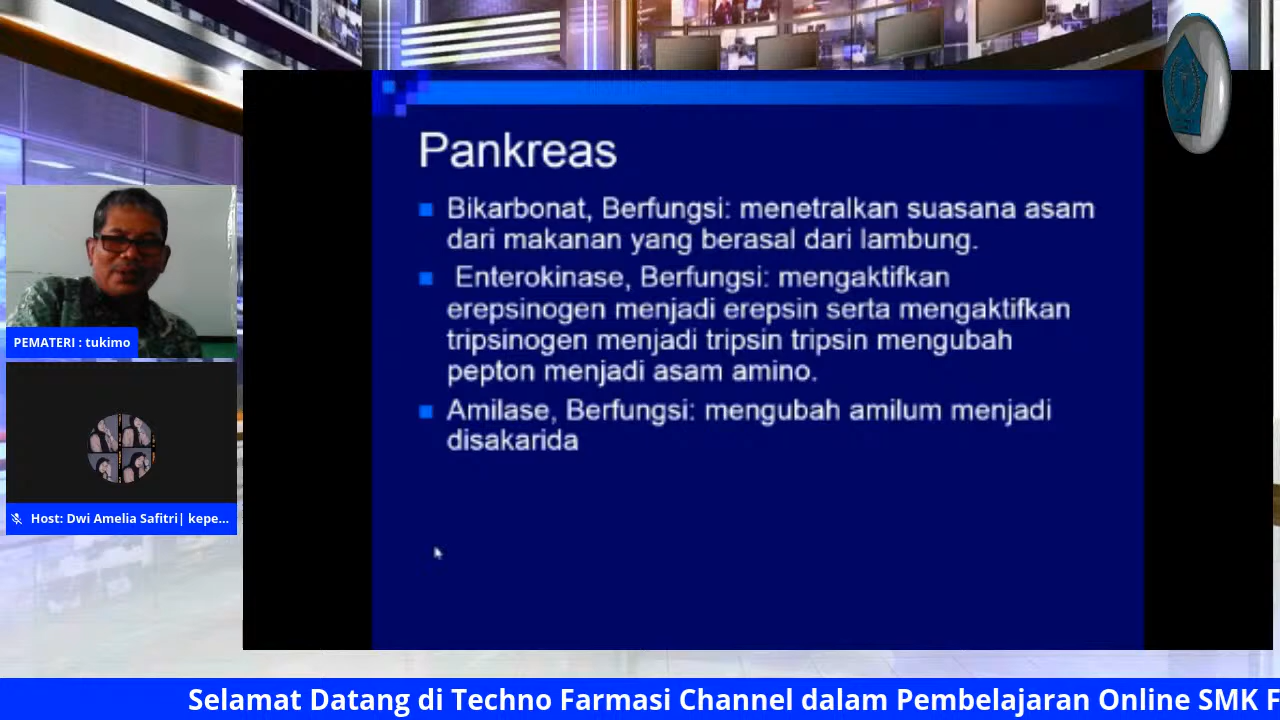 Pankreas
Bikarbonat, Berfungsi: menetralkan suasana asam
dari makanan yang berasal dari lambung.
Enterokinase, Berfungsi: mengaktifkan
erepsinogen menjadi erepsin serta mengaktifkan
tripsinogen menjadi tripsin tripsin mengubah
pepton menjadi asam amino.
Amilase, Berfungsi: mengubah amilum menjadi
disakarida
PEMATERI : tukimo
Host: Dwi Amelia Safitri| kepe...
Selamat Datang di Techno Farmasi Channel dalam Pembelajaran Online SMK F